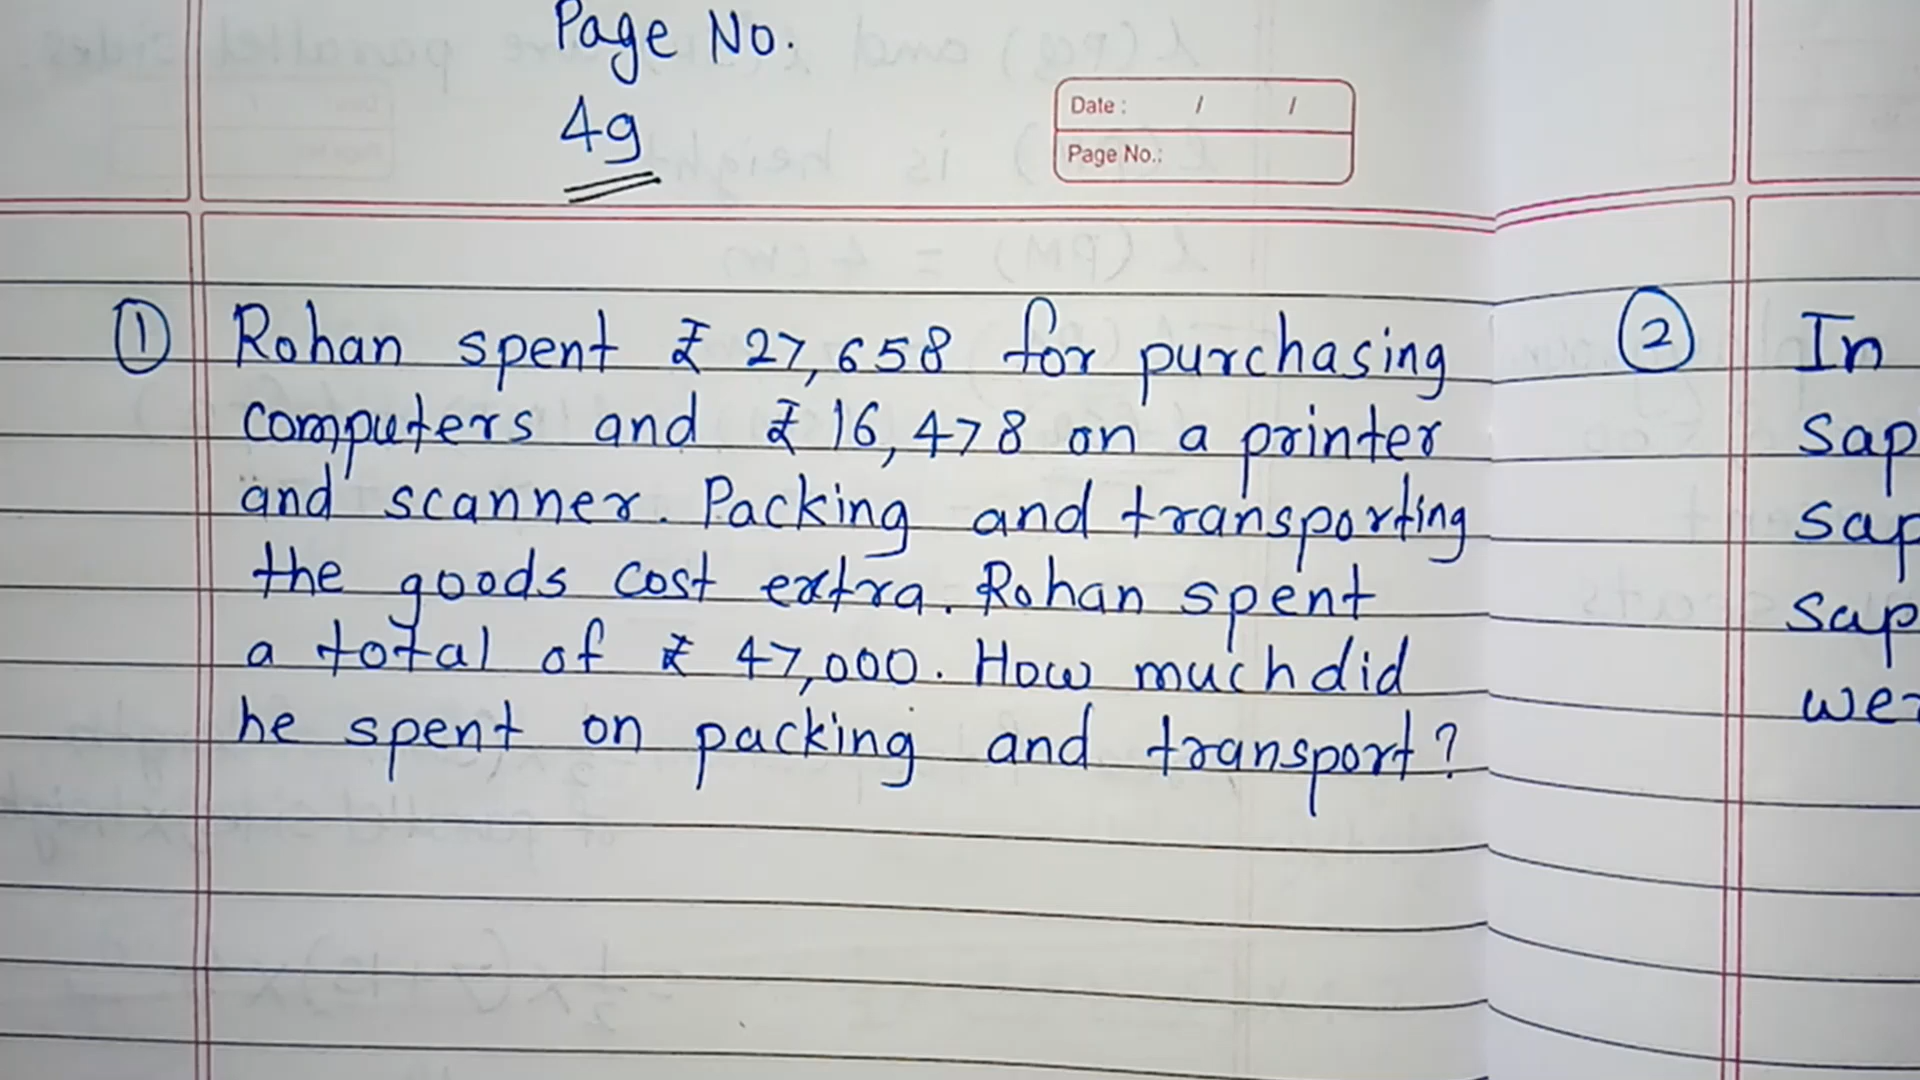 Page No.
49
Date : / /
Page No.:
① Rohan spent ₹ 27,658 for purchasing
computers and ₹ 16,478 on a printer
and scanner. Packing and transporting
the goods cost extra. Rohan spent
a total of ₹ 47,000. How much did
he spent on packing and transport?
② In
sap
sap
sap
wer